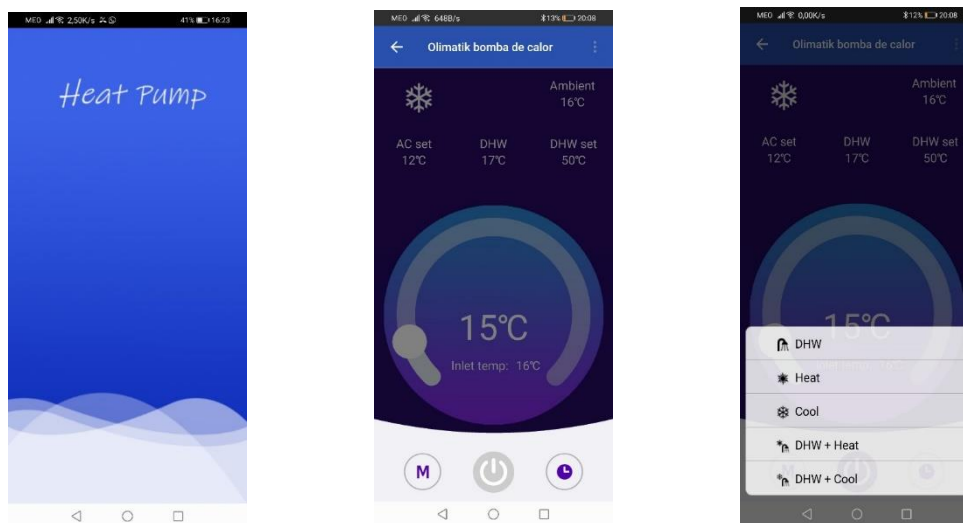 MEO 2,50K/s 41% 16:23
Heat Pump
MEO 648B/s 13% 20:08
Olimatik bomba de calor
Ambient
16℃
AC set DHW DHW set
12℃ 17℃ 50℃
15℃
Inlet temp: 16℃
M
MEO 0,00K/s 12% 20:08
Olimatik bomba de calor
Ambient
16℃
AC set DHW DHW set
12℃ 17℃ 50℃
15℃
DHW
Heat
Cool
DHW + Heat
DHW + Cool
M